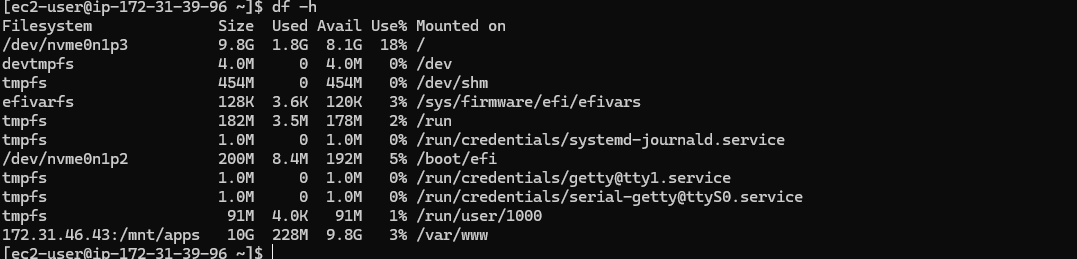 [ec2-user@ip-172-31-39-96 ~]$ df -h
Filesystem Size Used Avail Use% Mounted on
/dev/nvme0n1p3 9.8G 1.8G 8.1G 18% /
devtmpfs 4.0M 0 4.0M 0% /dev
tmpfs 454M 0 454M 0% /dev/shm
efivarfs 128K 3.6K 120K 3% /sys/firmware/efi/efivars
tmpfs 182M 3.5M 178M 2% /run
tmpfs 1.0M 0 1.0M 0% /run/credentials/systemd-journald.service
/dev/nvme0n1p2 200M 8.4M 192M 5% /boot/efi
tmpfs 1.0M 0 1.0M 0% /run/credentials/getty@tty1.service
tmpfs 1.0M 0 1.0M 0% /run/credentials/serial-getty@ttyS0.service
tmpfs 91M 4.0K 91M 1% /run/user/1000
172.31.46.43:/mnt/apps 10G 228M 9.8G 3% /var/www
[ec2-user@ip-172-31-39-96 ~]$